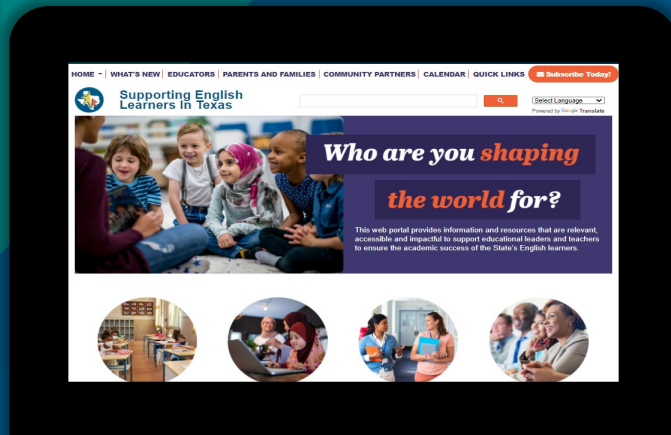 HOME
WHAT'S NEW
EDUCATORS
PARENTS AND FAMILIES
COMMUNITY PARTNERS
CALENDAR
QUICK LINKS
Subscribe Today!
Supporting English
Learners in Texas
Select Language
Powered by Google Translate
Who are you shaping
the world for?
This web portal provides information and resources that are relevant,
accessible and impactful to support educational leaders and teachers
to ensure the academic success of the State's English learners.